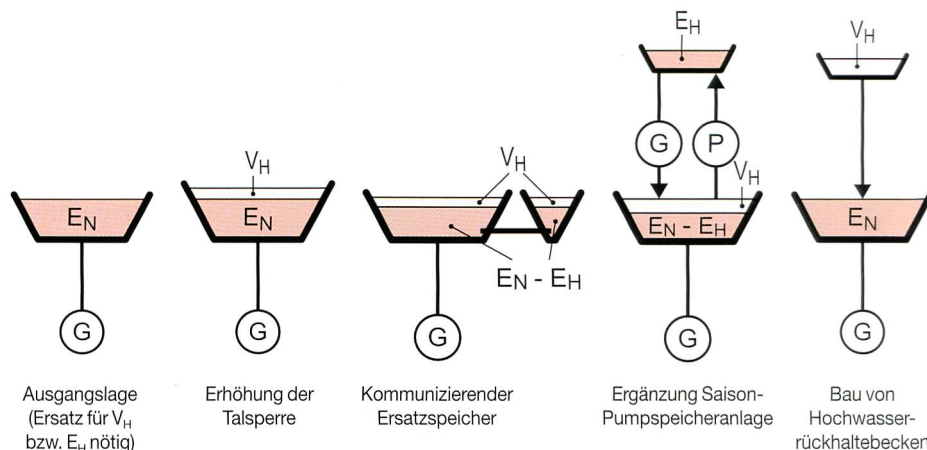 E_N
G
Ausgangslage
(Ersatz für V_H
bzw. E_H nötig)
V_H
E_N
G
Erhöhung der
Talsperre
V_H
E_N - E_H
G
Kommunizierender
Ersatzspeicher
E_H
G
P
V_H
E_N - E_H
G
Ergänzung Saison-
Pumpspeicheranlage
V_H
E_N
G
Bau von
Hochwasser-
rückhaltebecken